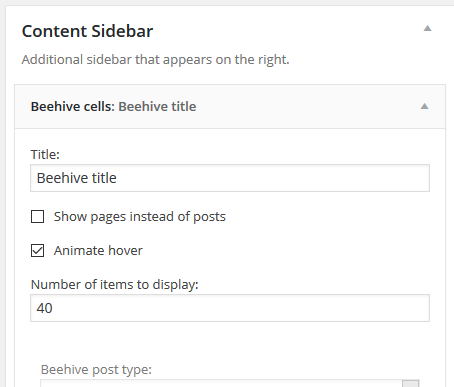 Content Sidebar
Additional sidebar that appears on the right.
Beehive cells: Beehive title
Title:
Beehive title
Show pages instead of posts
Animate hover
Number of items to display:
40
Beehive post type: